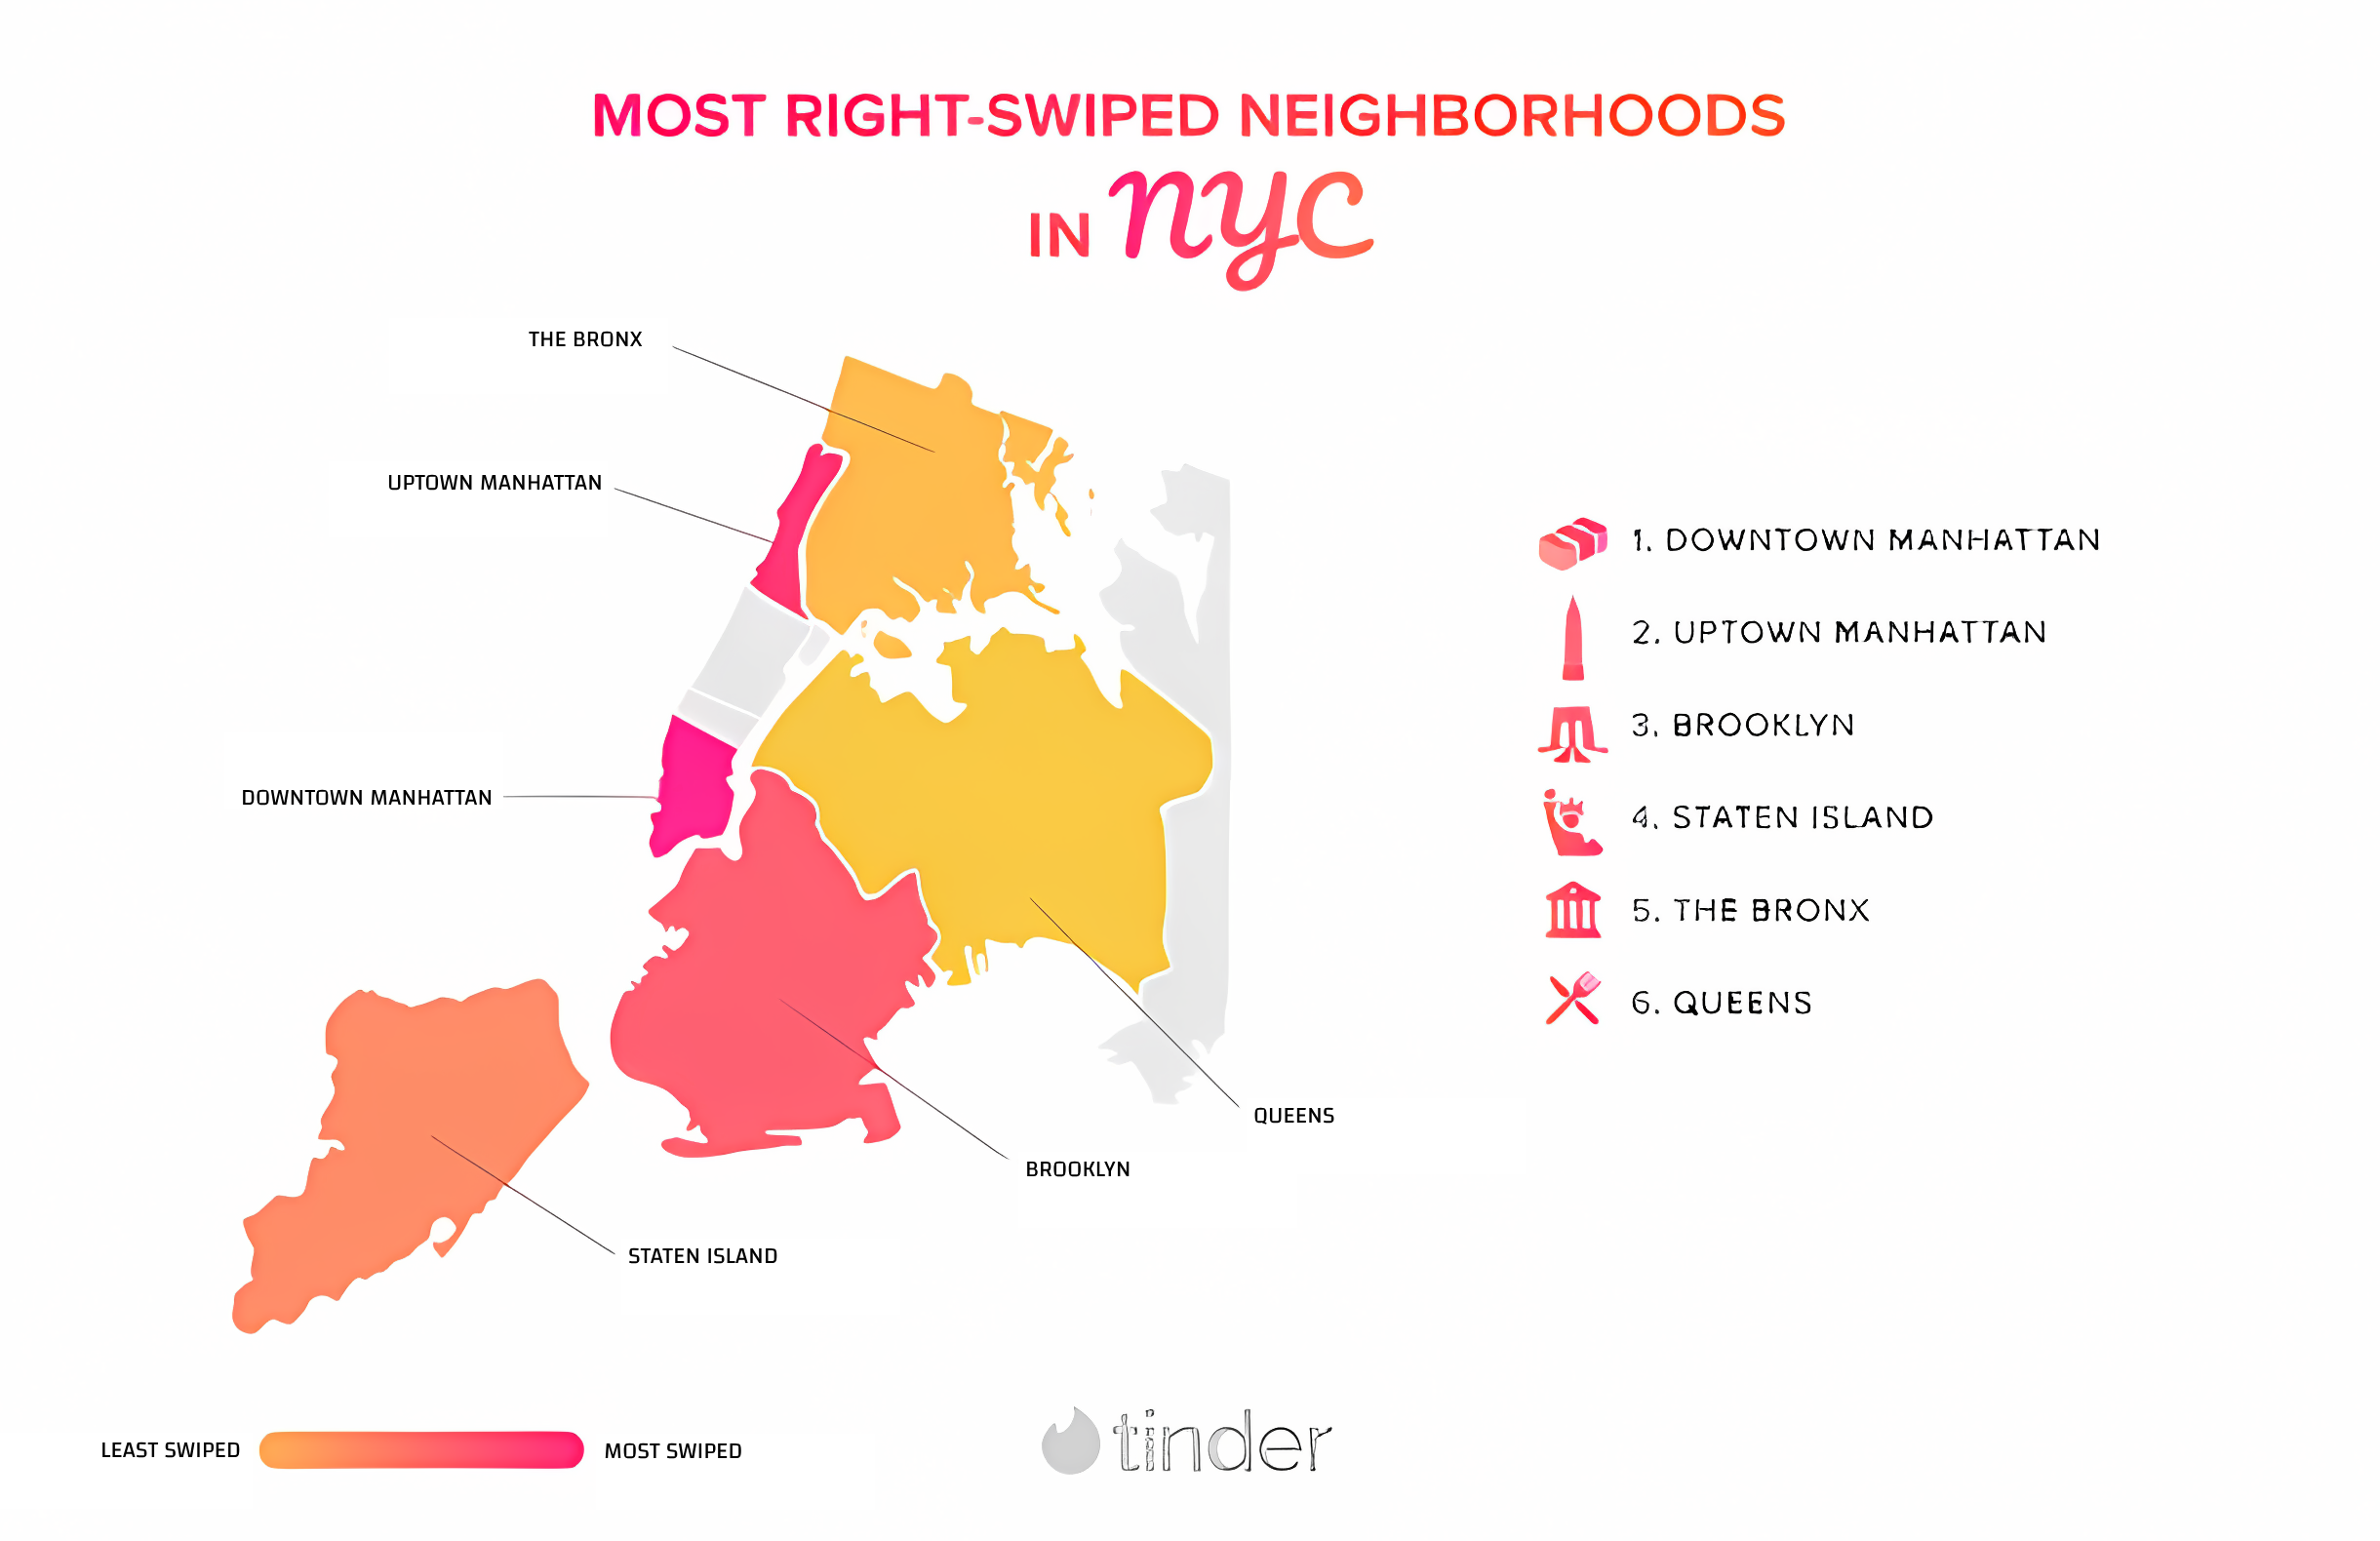 MOST RIGHT-SWIPED NEIGHBORHOODS
IN nyc
THE BRONX
UPTOWN MANHATTAN
DOWNTOWN MANHATTAN
QUEENS
BROOKLYN
STATEN ISLAND
1. DOWNTOWN MANHATTAN
2. UPTOWN MANHATTAN
3. BROOKLYN
4. STATEN ISLAND
5. THE BRONX
6. QUEENS
LEAST SWIPED
MOST SWIPED
tinder